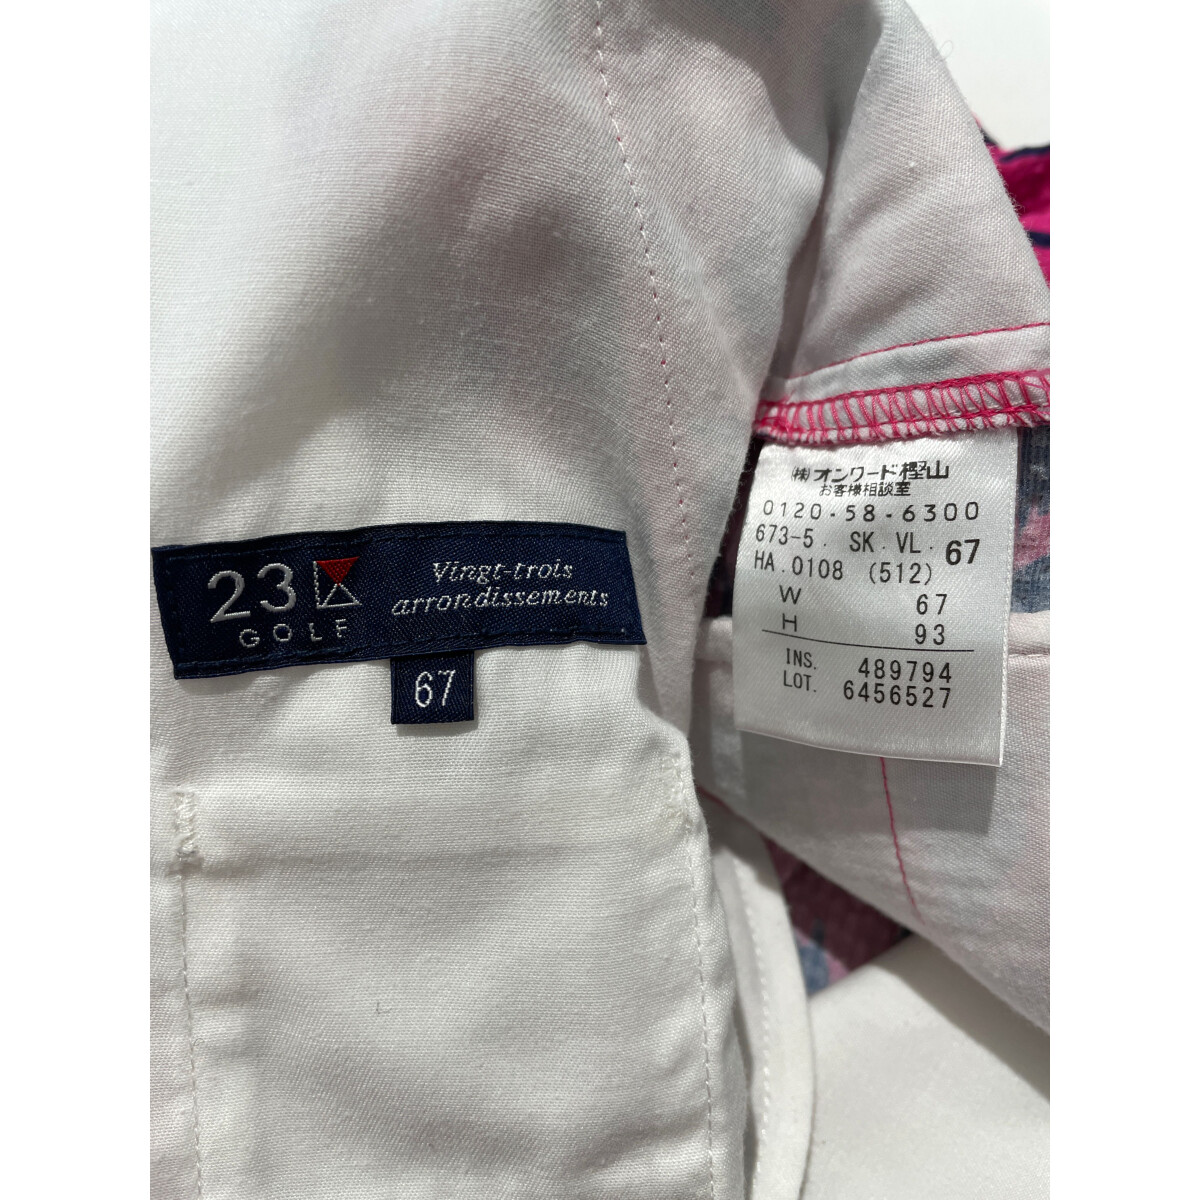 23
GOLF
Vingt-trois
arrondissements
67
㈱オンワード樫山
お客様相談室
0120-58-6300
673-5. SK.VL. 67
HA.0108 (512)
W 67
H 93
INS. 489794
LOT. 6456527